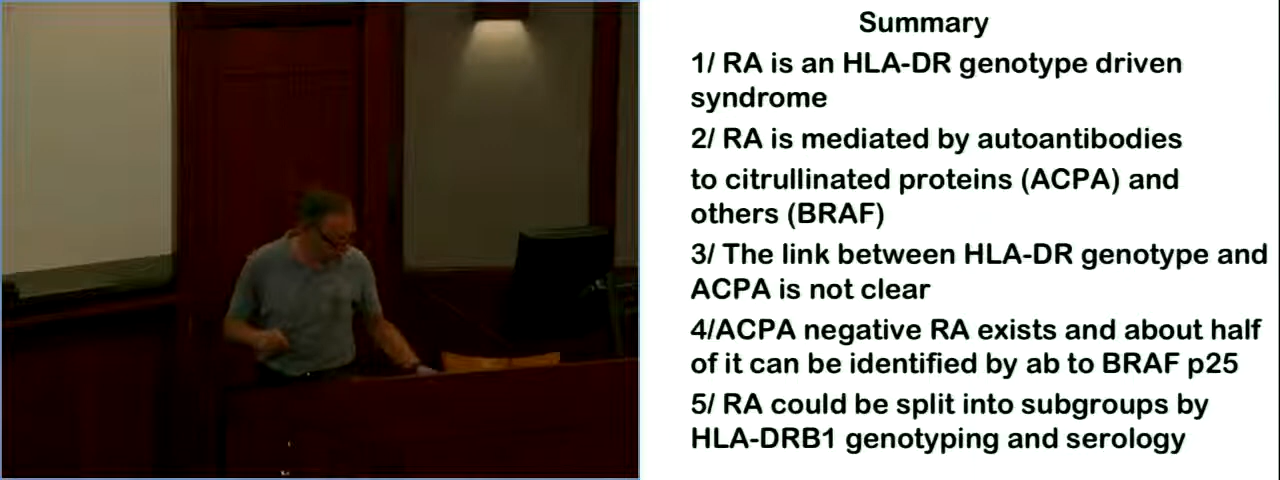 Summary
1/ RA is an HLA-DR genotype driven
syndrome
2/ RA is mediated by autoantibodies
to citrullinated proteins (ACPA) and
others (BRAF)
3/ The link between HLA-DR genotype and
ACPA is not clear
4/ACPA negative RA exists and about half
of it can be identified by ab to BRAF p25
5/ RA could be split into subgroups by
HLA-DRB1 genotyping and serology